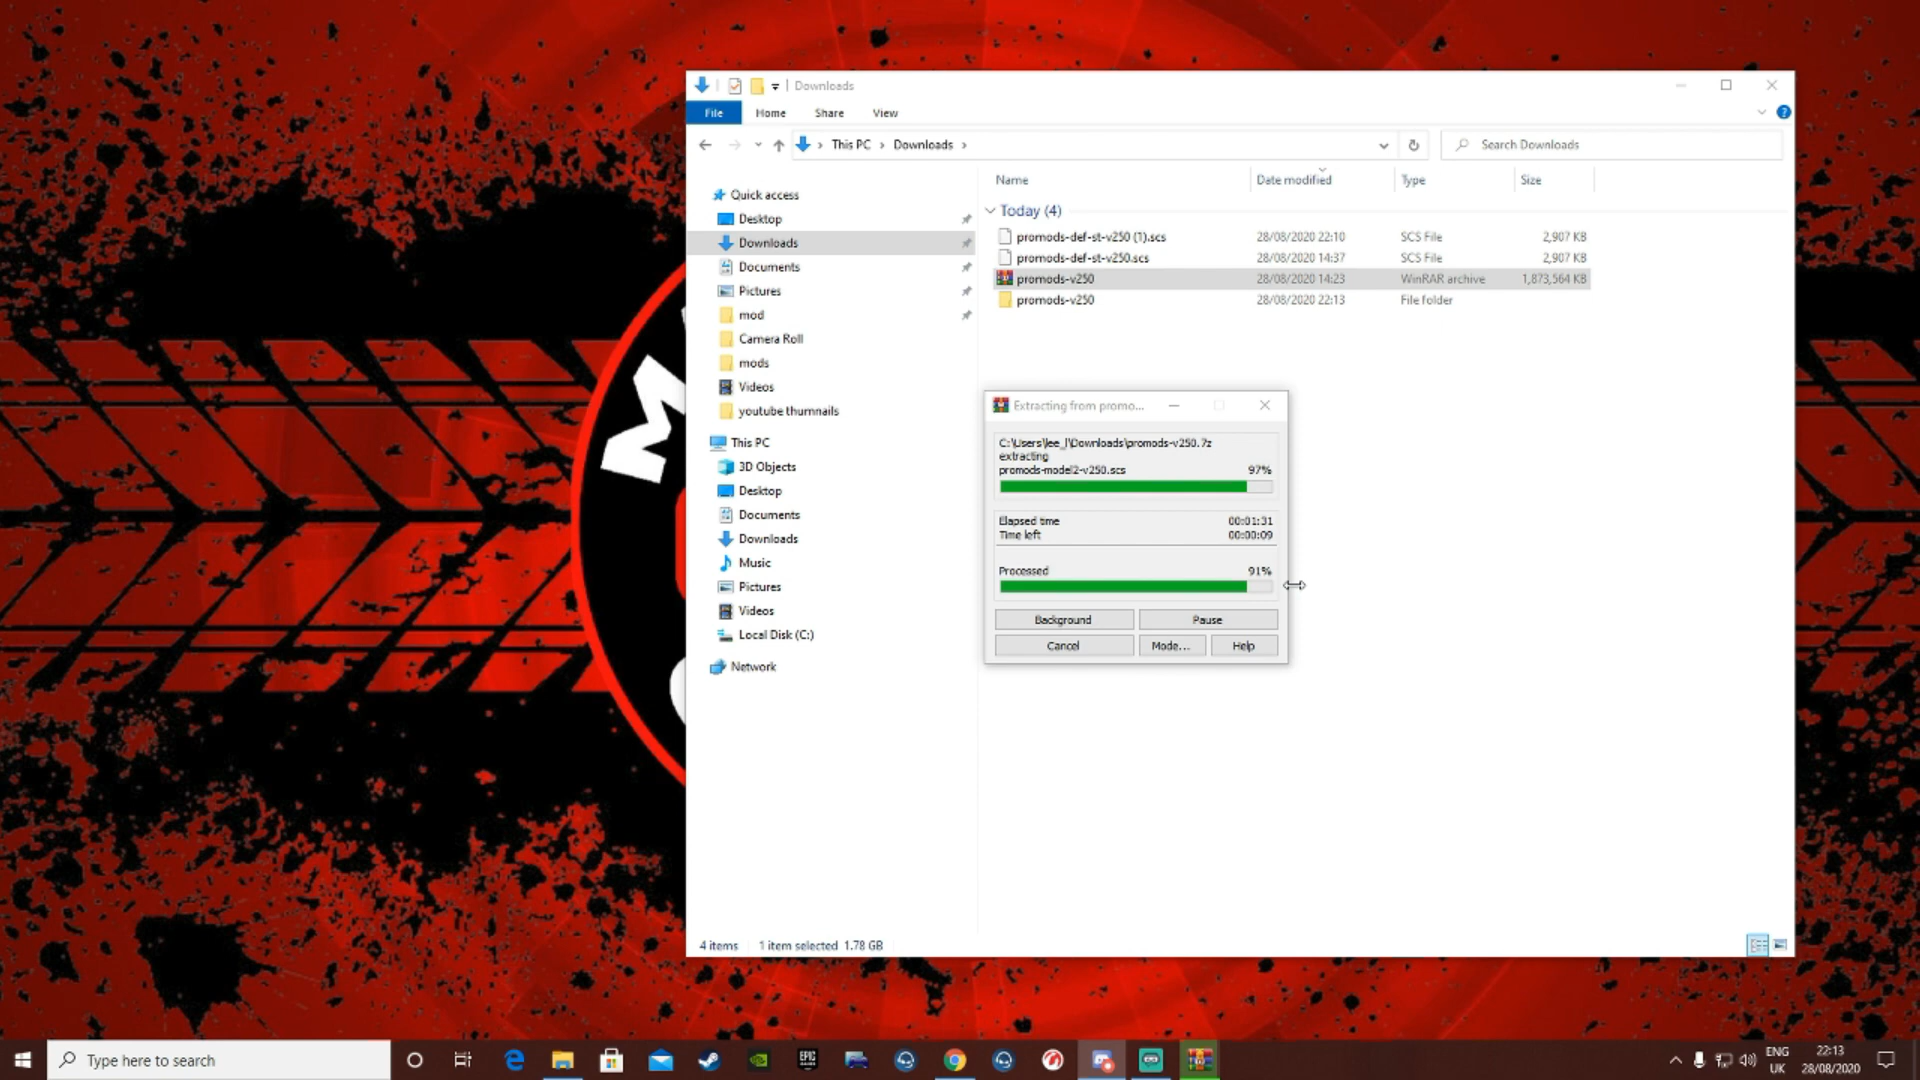 Downloads
File Home Share View
This PC Downloads Search Downloads
Name Date modified Type Size
Today (4)
promods-def-st-v250 (1).scs 28/08/2020 22:10 SCS File 2,907 KB
promods-def-st-v250.scs 28/08/2020 14:37 SCS File 2,907 KB
promods-v250 28/08/2020 14:23 WinRAR archive 1,873,564 KB
promods-v250 28/08/2020 22:13 File folder
Quick access
Desktop
Downloads
Documents
Pictures
mod
Camera Roll
mods
Videos
youtube thumnails
This PC
3D Objects
Desktop
Documents
Downloads
Music
Pictures
Videos
Local Disk (C:)
Network
Extracting from promo...
C:\Users\lee_l\Downloads\promods-v250.7z
extracting
promods-model2-v250.scs 97%
Elapsed time 00:01:31
Time left 00:00:09
Processed 91%
Background Pause
Cancel Mode... Help
4 items 1 item selected 1.78 GB
M
Type here to search
EPIC
ENG
UK
22:13
28/08/2020